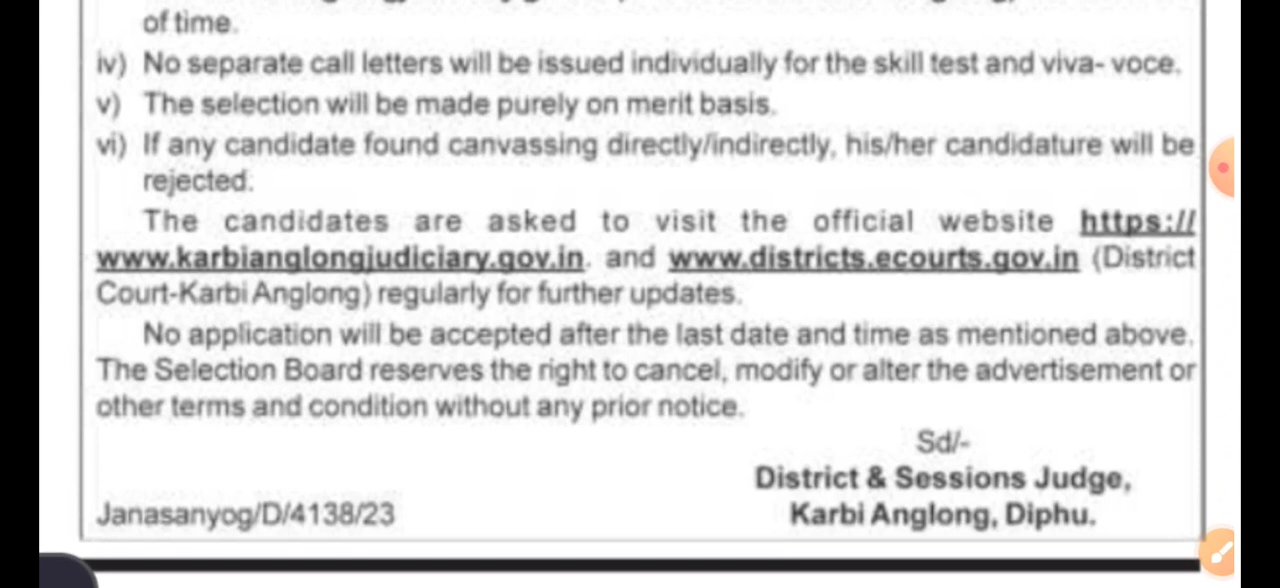 of time.
iv) No separate call letters will be issued individually for the skill test and viva- voce.
v) The selection will be made purely on merit basis.
vi) If any candidate found canvassing directly/indirectly, his/her candidature will be
rejected.
The candidates are asked to visit the official website https://
www.karbianglongjudiciary.gov.in. and www.districts.ecourts.gov.in (District
Court-Karbi Anglong) regularly for further updates.
No application will be accepted after the last date and time as mentioned above.
The Selection Board reserves the right to cancel, modify or alter the advertisement or
other terms and condition without any prior notice.
Sd/-
District & Sessions Judge,
Janasanyog/D/4138/23 Karbi Anglong, Diphu.